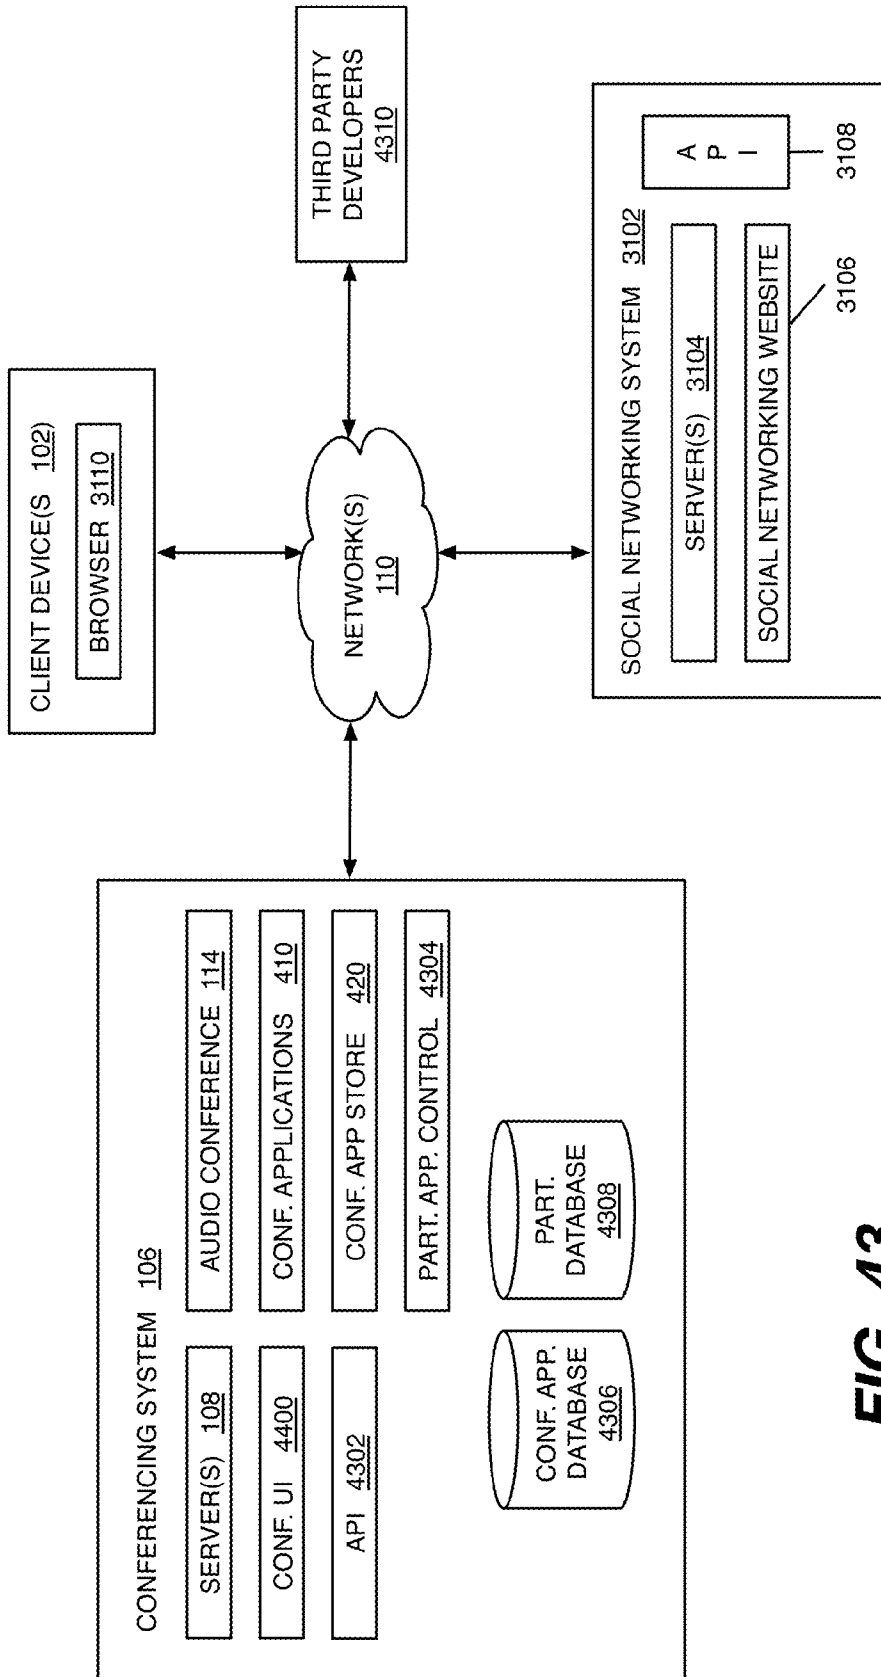 CLIENT DEVICE(S 102)
BROWSER 3110
CONFERENCING SYSTEM 106
SERVER(S) 108
AUDIO CONFERENCE 114
CONF. UI 4400
CONF. APPLICATIONS 410
API 4302
CONF. APP STORE 420
PART. APP. CONTROL 4304
CONF. APP.
DATABASE
4306
PART.
DATABASE
4308
NETWORK(S)
110
THIRD PARTY
DEVELOPERS
4310
SOCIAL NETWORKING SYSTEM 3102
SERVER(S) 3104
SOCIAL NETWORKING WEBSITE
3106
A
P
I
3108
FIG. 43